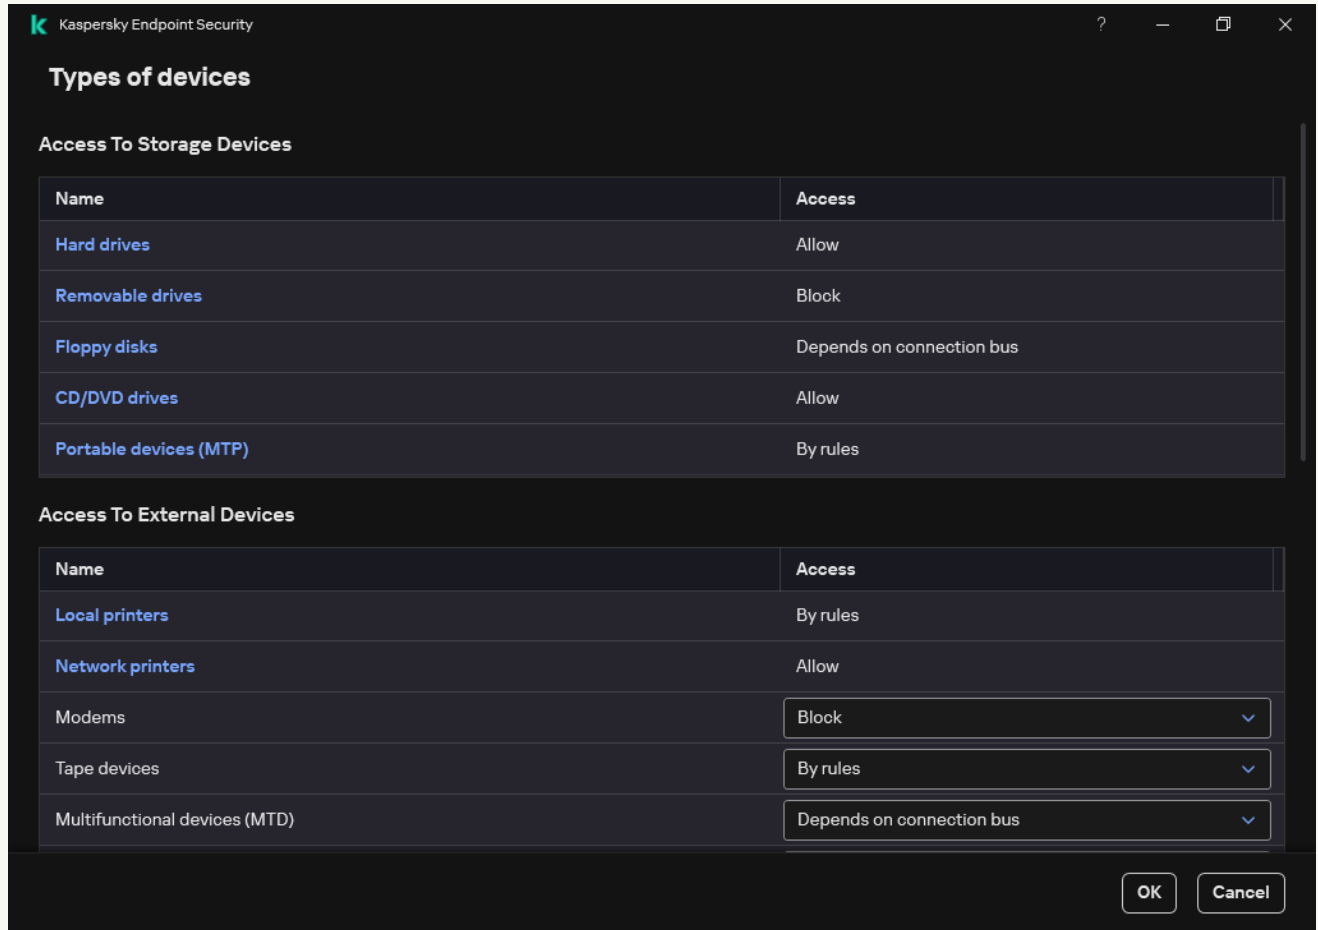 Kaspersky Endpoint Security
Types of devices
Access To Storage Devices
Name Access
Hard drives Allow
Removable drives Block
Floppy disks Depends on connection bus
CD/DVD drives Allow
Portable devices (MTP) By rules
Access To External Devices
Name Access
Local printers By rules
Network printers Allow
Modems Block
Tape devices By rules
Multifunctional devices (MTD) Depends on connection bus
OK Cancel